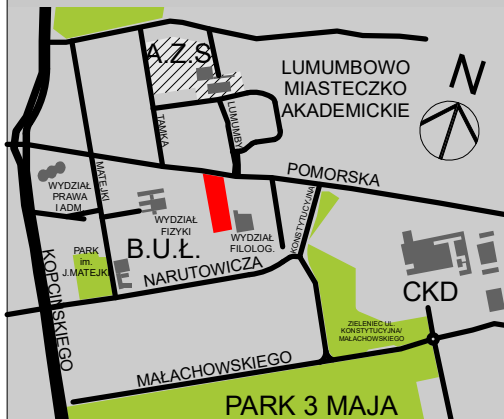 A.Z.S
LUMUMBOWO
MIASTECZKO
AKADEMICKIE
N
TAMKA
LUMUMBY
MATEJKI
POMORSKA
WYDZIAŁ
PRAWA
I ADM.
WYDZIAŁ
FIZYKI
WYDZIAŁ
FILOLOG.
KONSTYTUCYJNA
B.U.Ł.
PARK
im.
J.MATEJKI
NARUTOWICZA
KOPCIŃSKIEGO
CKD
ZIELENIEC UL.
KONSTYTUCYJNA/
MAŁACHOWSKIEGO
MAŁACHOWSKIEGO
PARK 3 MAJA